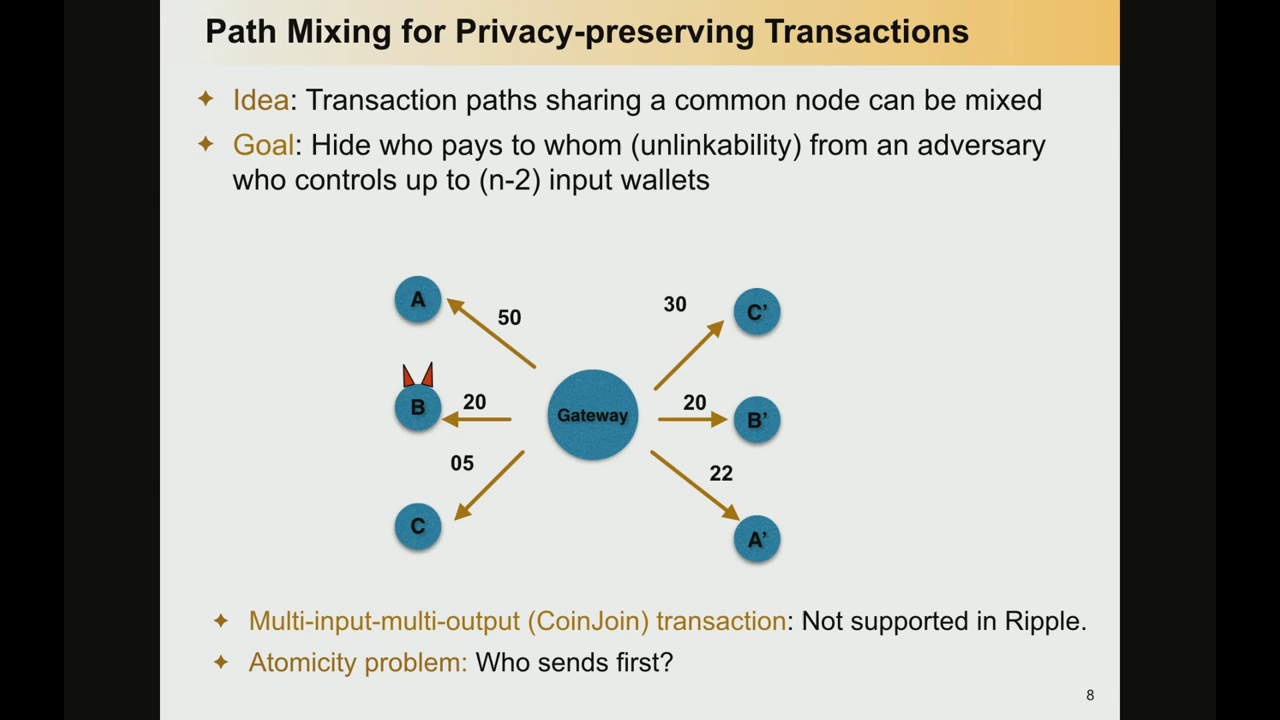 Path Mixing for Privacy-preserving Transactions
Idea: Transaction paths sharing a common node can be mixed
Goal: Hide who pays to whom (unlinkability) from an adversary
who controls up to (n-2) input wallets
A
50
30
C’
B
20
Gateway
20
B’
05
22
C
A’
Multi-input-multi-output (CoinJoin) transaction: Not supported in Ripple.
Atomicity problem: Who sends first?
8